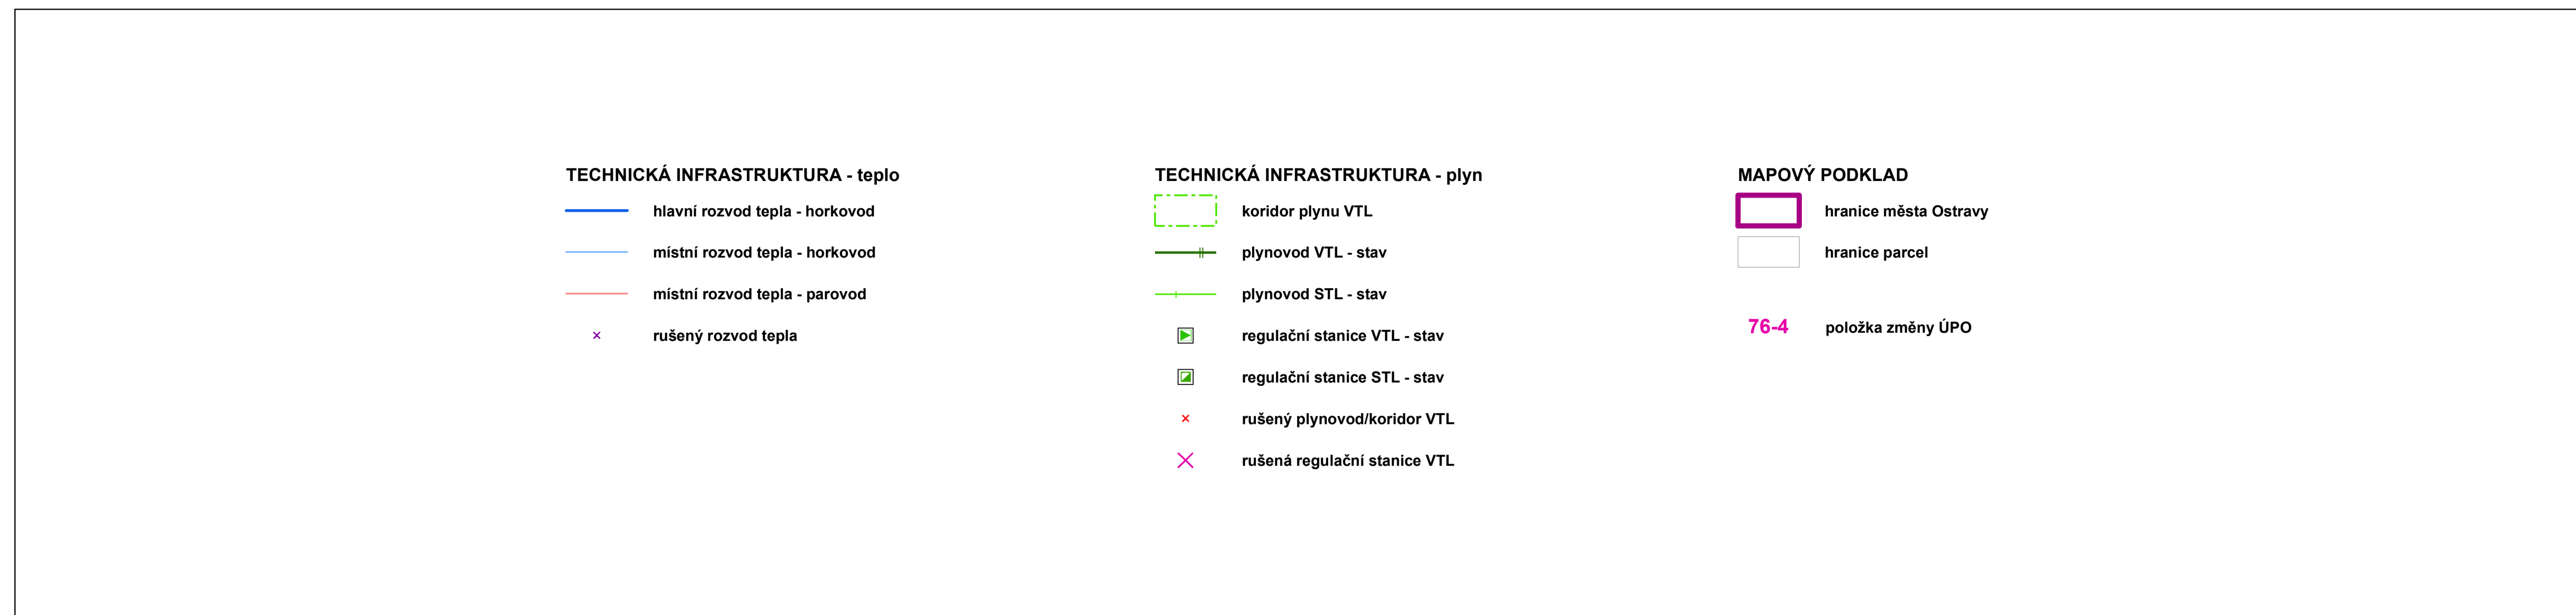 TECHNICKÁ INFRASTRUKTURA - teplo
hlavní rozvod tepla - horkovod
místní rozvod tepla - horkovod
místní rozvod tepla - parovod
rušený rozvod tepla
TECHNICKÁ INFRASTRUKTURA - plyn
koridor plynu VTL
plynovod VTL - stav
plynovod STL - stav
regulační stanice VTL - stav
regulační stanice STL - stav
rušený plynovod/koridor VTL
rušená regulační stanice VTL
MAPOVÝ PODKLAD
hranice města Ostravy
hranice parcel
76-4 položka změny ÚPO